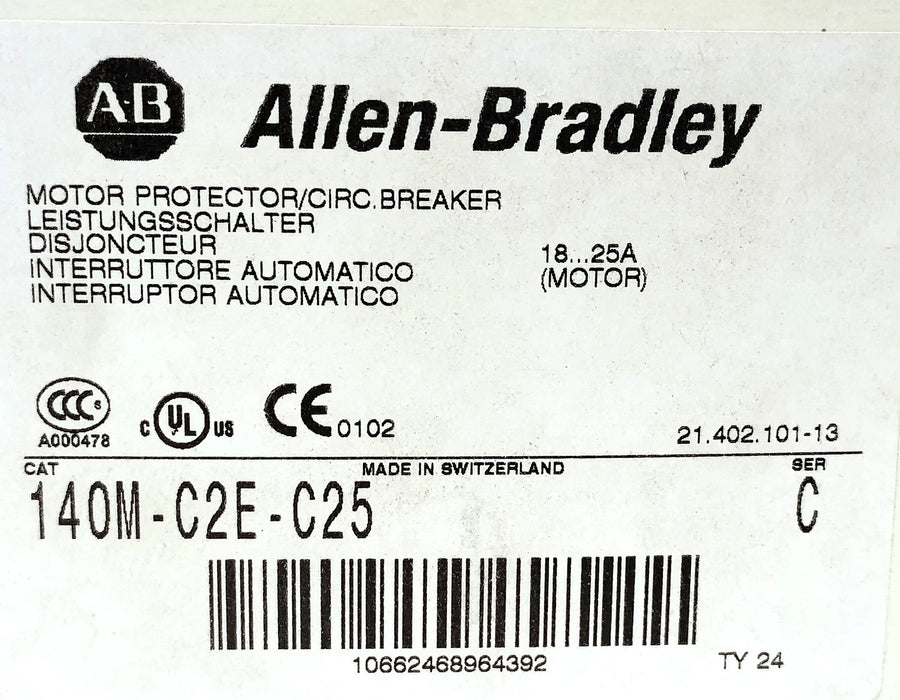 A-B Allen-Bradley
MOTOR PROTECTOR/CIRC.BREAKER
LEISTUNGSSCHALTER
DISJONCTEUR
INTERRUTTORE AUTOMATICO
INTERRUPTOR AUTOMATICO
18...25A
(MOTOR)
CCC S
A000478
C UL US
CE 0102
21.402.101-13
CAT MADE IN SWITZERLAND SER
140M-C2E-C25 C
10662468964392
TY 24